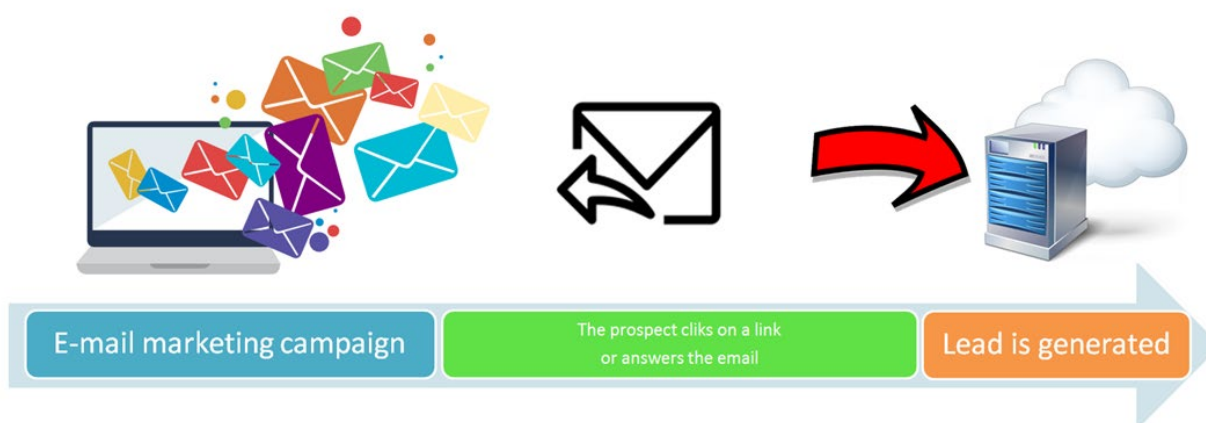 E-mail marketing campaign
The prospect cliks on a link
or answers the email
Lead is generated